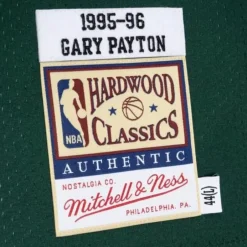 1995-96
GARY PAYTON
NBA
HARDWOOD
CLASSICS
AUTHENTIC
NOSTALGIA CO.
Mitchell & Ness
PHILADELPHIA, PA.
44(L)